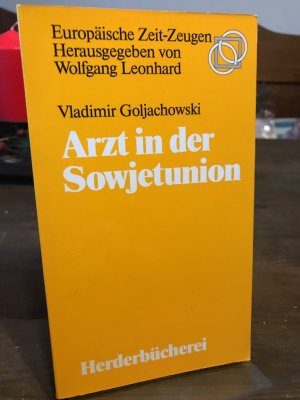 Europäische Zeit-Zeugen
Herausgegeben von
Wolfgang Leonhard
Vladimir Goljachowski
Arzt in der
Sowjetunion
Herderbücherei